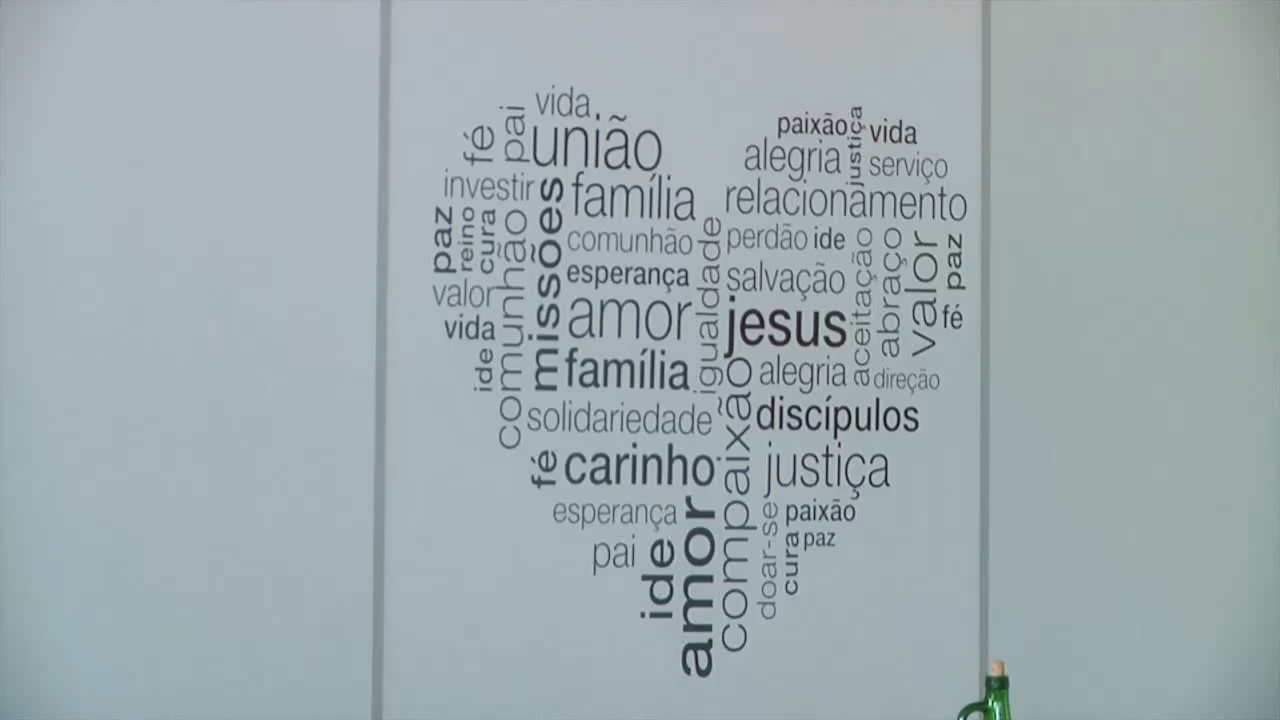 vida
união
pai
fé
investir
família
missões
paz
reino
cura
comunhão
comunhão
esperança
valor
vida
amor
ide
família
igualdade
solidariedade
fé
carinho
esperança
pai
ide
amor
paixão
justiça
vida
alegria
serviço
relacionamento
perdão
ide
salvação
aceitação
abraço
valor
paz
fé
jesus
alegria
direção
compaixão
discípulos
justiça
doar-se
paixão
cura
paz